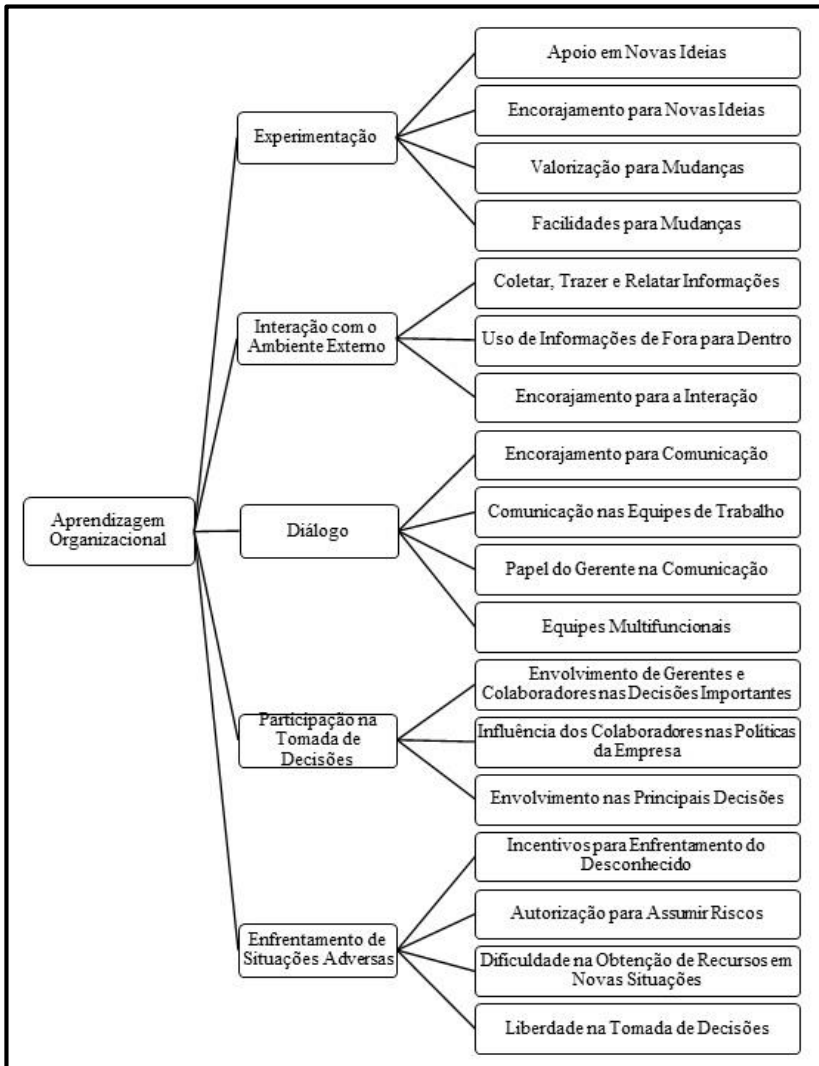 Aprendizagem
Organizacional
Experimentação
Apoio em Novas Ideias
Encorajamento para Novas Ideias
Valorização para Mudanças
Facilidades para Mudanças
Interação com o
Ambiente Externo
Coletar, Trazer e Relatar Informações
Uso de Informações de Fora para Dentro
Encorajamento para a Interação
Diálogo
Encorajamento para Comunicação
Comunicação nas Equipes de Trabalho
Papel do Gerente na Comunicação
Equipes Multifuncionais
Participação na
Tomada de
Decisões
Envolvimento de Gerentes e
Colaboradores nas Decisões Importantes
Influência dos Colaboradores nas Políticas
da Empresa
Envolvimento nas Principais Decisões
Enfrentamento de
Situações Adversas
Incentivos para Enfrentamento do
Desconhecido
Autorização para Assumir Riscos
Dificuldade na Obtenção de Recursos em
Novas Situações
Liberdade na Tomada de Decisões